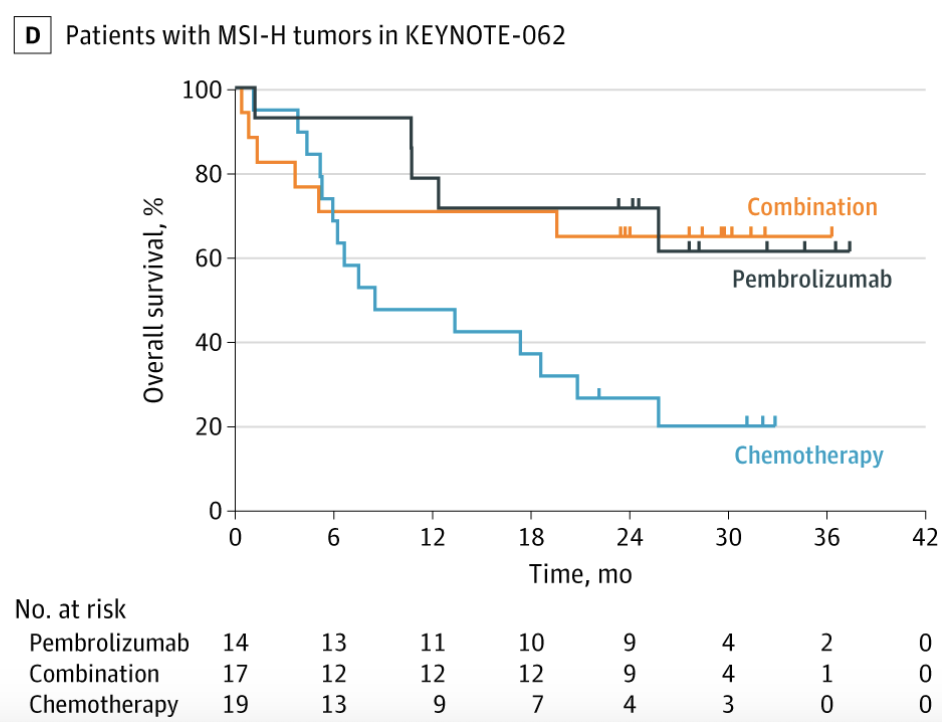 D Patients with MSI-H tumors in KEYNOTE-062
100
80
60
40
20
0
Overall survival, %
Combination
Pembrolizumab
Chemotherapy
0 6 12 18 24 30 36 42
Time, mo
No. at risk
Pembrolizumab 14 13 11 10 9 4 2 0
Combination 17 12 12 12 9 4 1 0
Chemotherapy 19 13 9 7 4 3 0 0